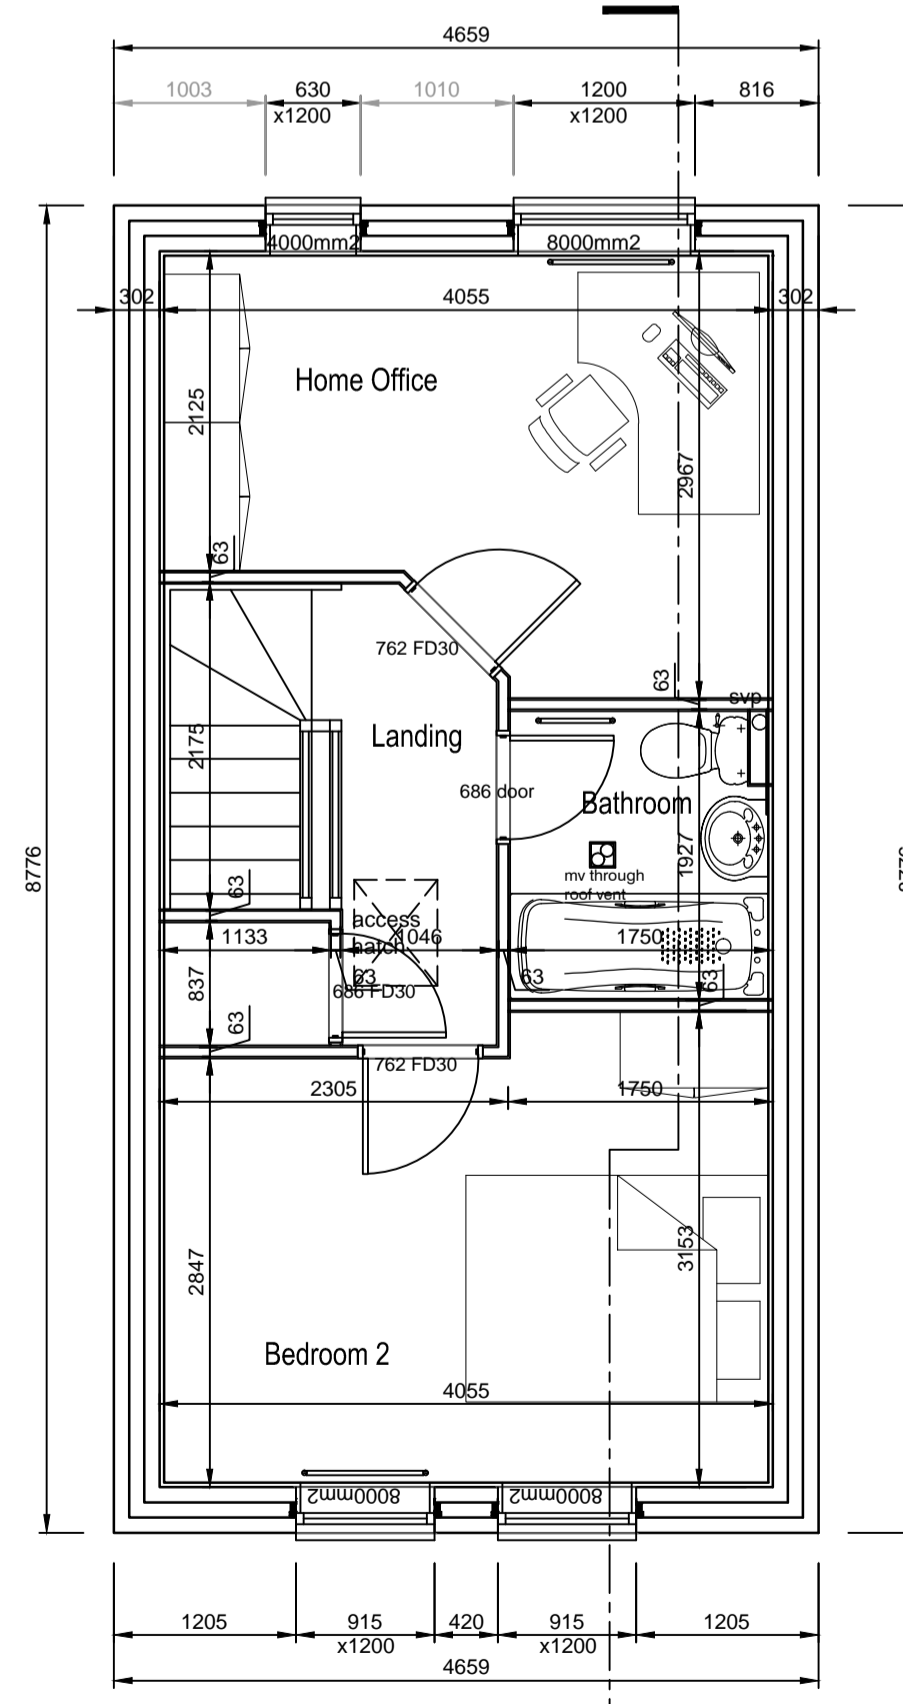 4659
1003
630
1010
1200
816
x1200
x1200
4000mm2
8000mm2
302
4055
302
Home Office
2125
2967
63
762 FD30
63
svp
Landing
2175
686 door
Bathroom
1927
mv through
roof vent
8776
63
access
hatch
1133
1046
1750
837
63
63
63
686 FD30
63
762 FD30
2305
1750
2847
3153
Bedroom 2
4055
8000mm2
8000mm2
1205
915
420
915
1205
x1200
x1200
4659